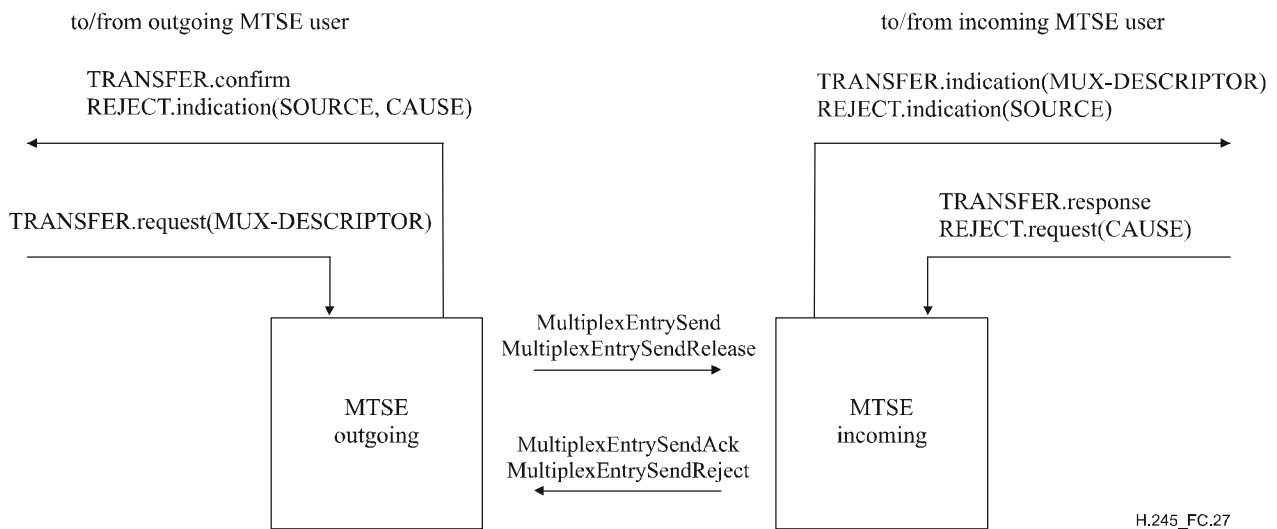 to/from outgoing MTSE user
to/from incoming MTSE user
TRANSFER.confirm
REJECT.indication(SOURCE, CAUSE)
TRANSFER.indication(MUX-DESCRIPTOR)
REJECT.indication(SOURCE)
TRANSFER.request(MUX-DESCRIPTOR)
TRANSFER.response
REJECT.request(CAUSE)
MultiplexEntrySend
MultiplexEntrySendRelease
MTSE
outgoing
MTSE
incoming
MultiplexEntrySendAck
MultiplexEntrySendReject
H.245_FC.27